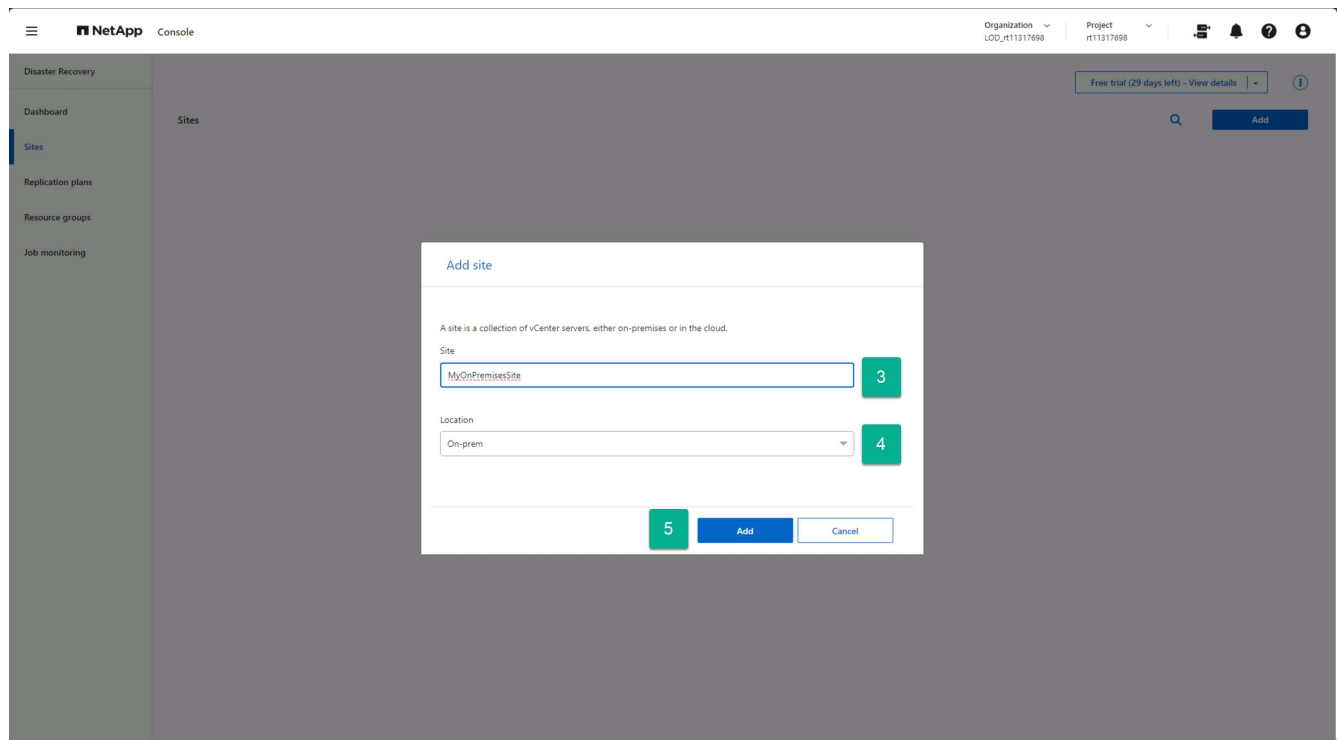 NetApp Console
Organization
LOD_rt11317698
Project
rt11317698
Disaster Recovery
Dashboard
Sites
Replication plans
Resource groups
Job monitoring
Free trial (29 days left) - View details
Sites
Add
Add site
A site is a collection of vCenter servers, either on-premises or in the cloud.
Site
MyOnPremisesSite
3
Location
On-prem
4
5
Add
Cancel